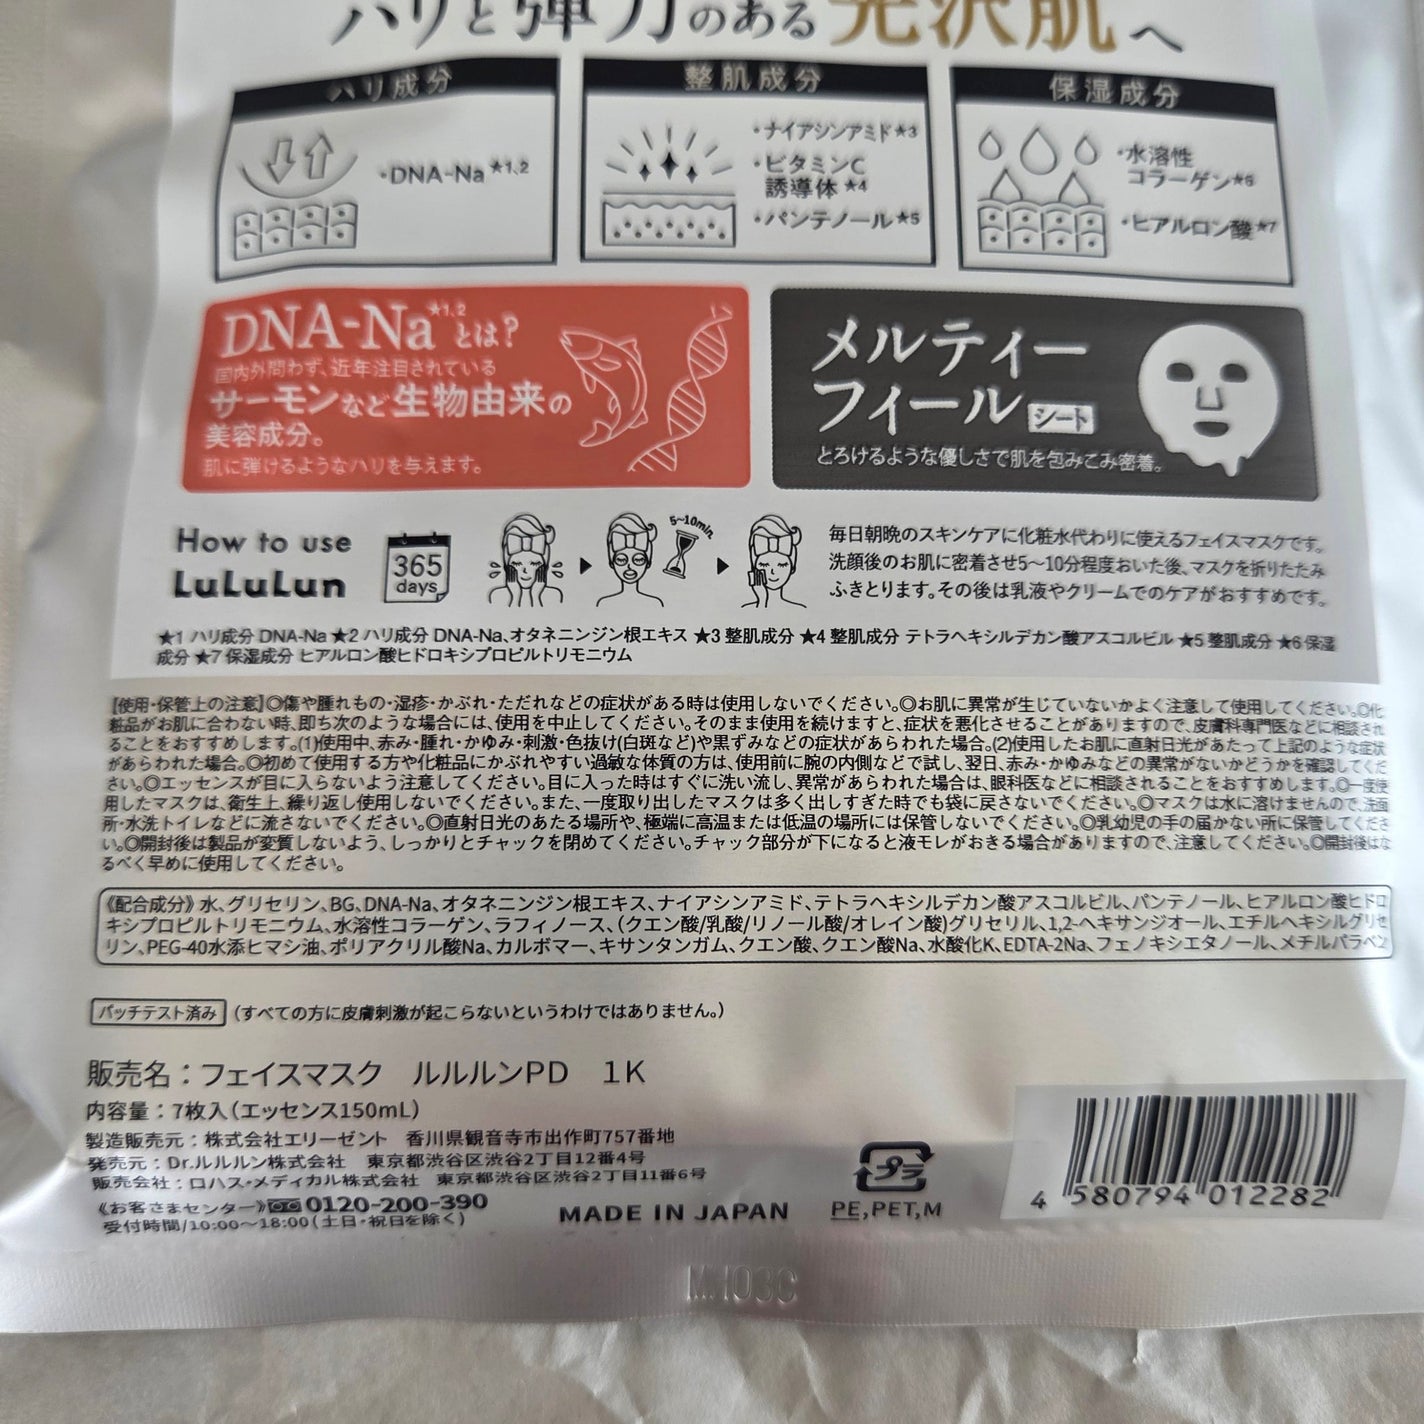 ハリと弾力のある光沢肌へ
ハリ成分
・DNA-Na★1,2
整肌成分
・ナイアシンアミド★3
・ビタミンC
誘導体★4
・パンテノール★5
保湿成分
・水溶性
コラーゲン★6
・ヒアルロン酸★7
DNA-Na★1,2とは?
国内外問わず、近年注目されている
サーモンなど生物由来の
美容成分。
肌に弾けるようなハリを与えます。
メルティー
フィール シート
とろけるような優しさで肌を包みこみ密着。
How to use
LuLuLun
365
days
5~10min.
毎日朝晩のスキンケアに化粧水代わりに使えるフェイスマスクです。
洗顔後のお肌に密着させ5〜10分程度おいた後、マスクを折りたたみ
ふきとります。その後は乳液やクリームでのケアがおすすめです。
★1 ハリ成分 DNA-Na ★2 ハリ成分 DNA-Na、オタネニンジン根エキス ★3 整肌成分 ★4 整肌成分 テトラヘキシルデカン酸アスコルビル ★5 整肌成分 ★6 保湿
成分 ★7 保湿成分 ヒアルロン酸ヒドロキシプロピルトリモニウム
【使用・保管上の注意】◎傷や腫れもの・湿疹・かぶれ・ただれなどの症状がある時は使用しないでください。◎お肌に異常が生じていないかよく注意して使用してください。◎化
粧品がお肌に合わない時、即ち次のような場合には、使用を中止してください。そのまま使用を続けますと、症状を悪化させることがありますので、皮膚科専門医などに相談され
ることをおすすめします。(1)使用中、赤み・腫れ・かゆみ・刺激・色抜け(白斑など)や黒ずみなどの症状があらわれた場合。(2)使用したお肌に直射日光があたって上記のような症状
があらわれた場合。◎初めて使用する方や化粧品にかぶれやすい過敏な体質の方は、使用前に腕の内側などで試し、翌日、赤み・かゆみなどの異常がないかどうかを確認してくだ
さい。◎エッセンスが目に入らないよう注意してください。目に入った時はすぐに洗い流し、異常があらわれた場合は、眼科医などに相談されることをおすすめします。◎一度使
用したマスクは、衛生上、繰り返し使用しないでください。また、一度取り出したマスクは多く出しすぎた時でも袋に戻さないでください。◎マスクは水に溶けませんので、洗面
所・水洗トイレなどに流さないでください。◎直射日光のあたる場所や、極端に高温または低温の場所には保管しないでください。◎乳幼児の手の届かない所に保管してくださ
い。◎開封後は製品が変質しないよう、しっかりとチャックを閉めてください。チャック部分が下になると液モレがおきる場合がありますので、注意してください。◎開封後はな
るべく早めに使用してください。
《配合成分》水、グリセリン、BG、DNA-Na、オタネニンジン根エキス、ナイアシンアミド、テトラヘキシルデカン酸アスコルビル、パンテノール、ヒアルロン酸ヒドロ
キシプロピルトリモニウム、水溶性コラーゲン、ラフィノース、(クエン酸/乳酸/リノール酸/オレイン酸)グリセリル、1,2-ヘキサンジオール、エチルヘキシルグリセ
リン、PEG-40水添ヒマシ油、ポリアクリル酸Na、カルボマー、キサンタンガム、クエン酸、クエン酸Na、水酸化K、EDTA-2Na、フェノキシエタノール、メチルパラベン
パッチテスト済み (すべての方に皮膚刺激が起こらないというわけではありません。)
販売名：フェイスマスク　ルルルンPD　1K
内容量：7枚入(エッセンス150mL)
製造販売元：株式会社エリーゼント　香川県観音寺市出作町757番地
発売元：Dr.ルルルン株式会社　東京都渋谷区渋谷2丁目12番4号
販売会社：ロハス・メディカル株式会社　東京都渋谷区渋谷2丁目11番6号
《お客さまセンター》0120-200-390
受付時間/10:00〜18:00(土日・祝日を除く)
MADE IN JAPAN
プラ
PE,PET,M
4 580794 012282